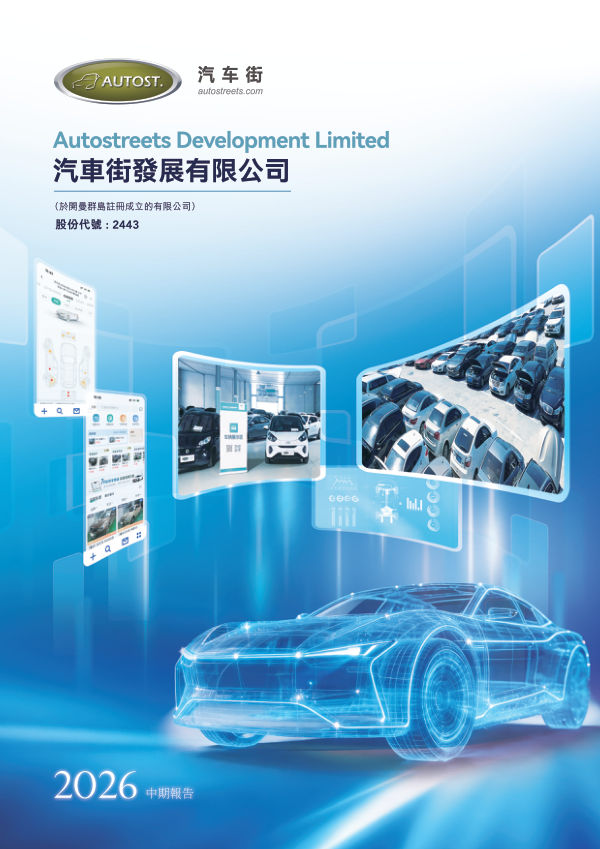 AUTOST.
汽车街
autostreets.com
Autostreets Development Limited
汽車街發展有限公司
（於開曼群島註冊成立的有限公司）
股份代號：2443
2026 中期報告